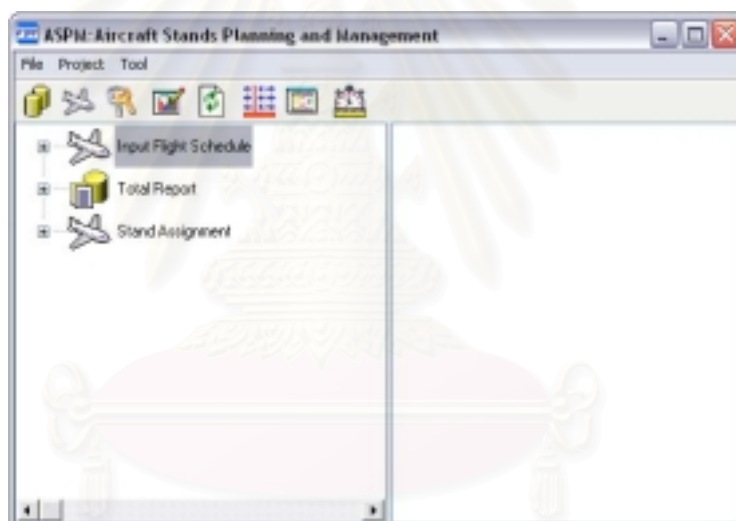 ASPM: Aircraft Stands Planning and Management
File Project Tool
Input Flight Schedule
Total Report
Stand Assignment